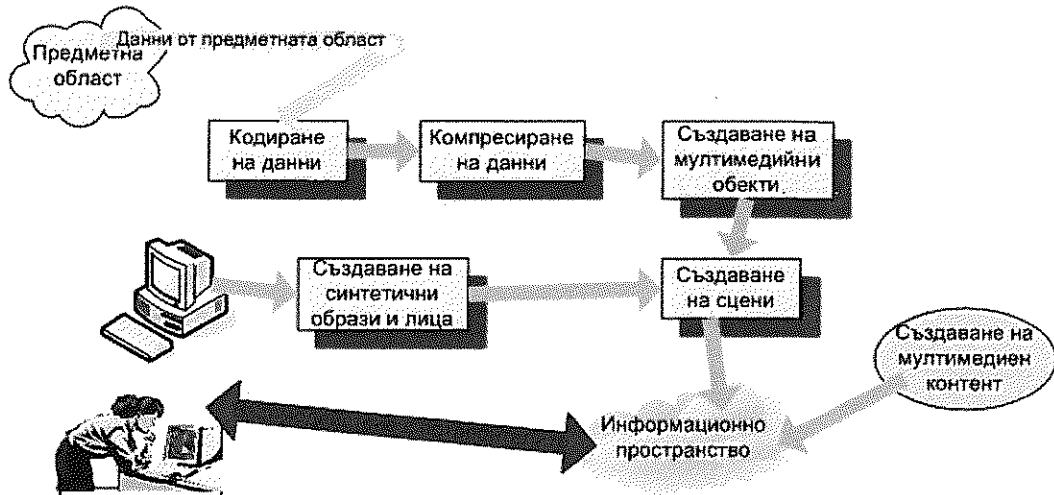 Данни от предметната област
Предметна
област
Кодиране
на данни
Компресиране
на данни
Създаване на
мултимедийни
обекти
Създаване на
синтетични
образи и лица
Създаване
на сцени
Създаване на
мултимедиен
контент
Информационно
пространство